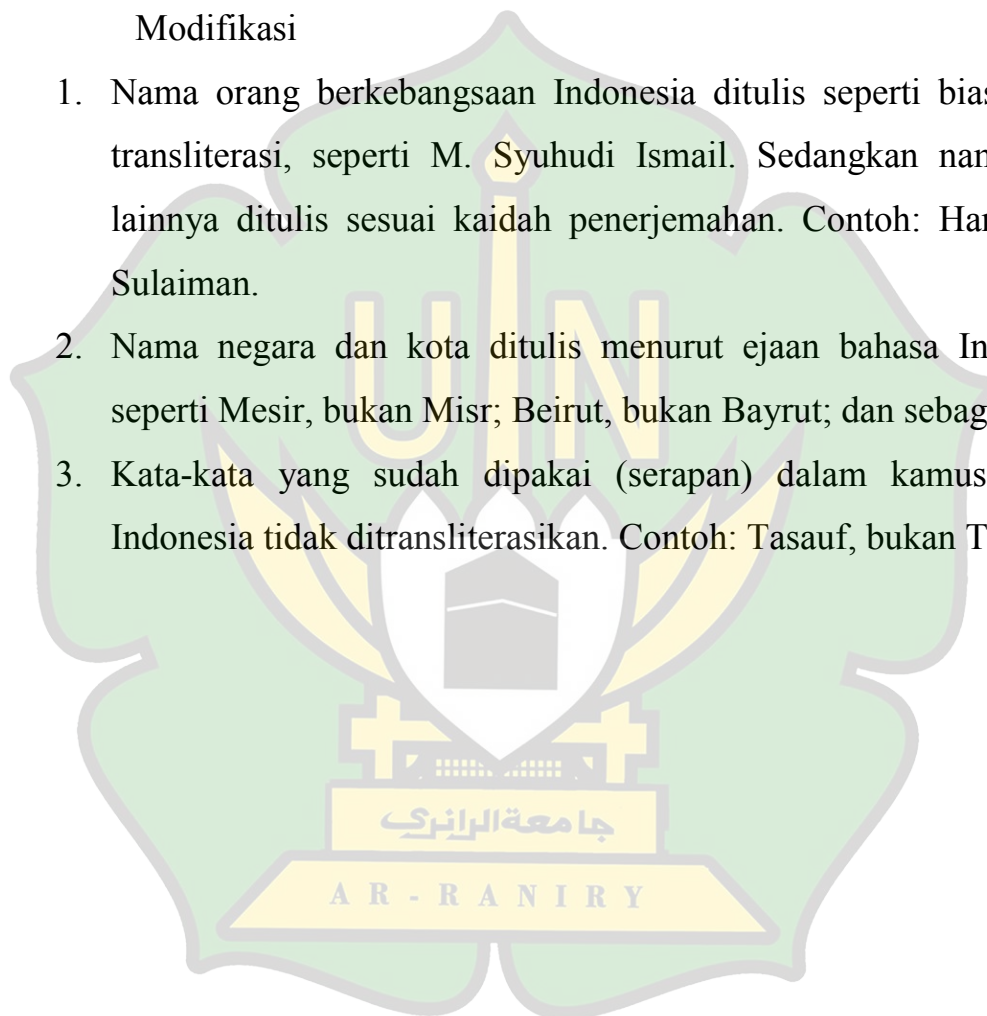 Modifikasi
1. Nama orang berkebangsaan Indonesia ditulis seperti bias
transliterasi, seperti M. Syuhudi Ismail. Sedangkan nar
lainnya ditulis sesuai kaidah penerjemahan. Contoh: Har
Sulaiman.
2. Nama negara dan kota ditulis menurut ejaan bahasa In
seperti Mesir, bukan Misr; Beirut, bukan Bayrut; dan sebag
3. Kata-kata yang sudah dipakai (serapan) dalam kamus
Indonesia tidak ditransliterasikan. Contoh: Tasauf, bukan T
UIN
جامعة الرانري
AR-RANIRY